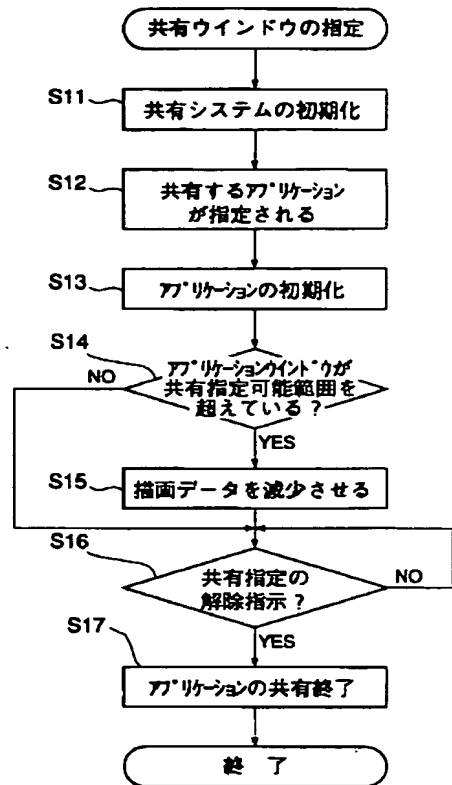 共有ウインドウの指定
S11
共有システムの初期化
S12
共有するアプリケーション
が指定される
S13
アプリケーションの初期化
S14
アプリケーションウインドウが
共有指定可能範囲を
超えている?
NO
YES
S15
描画データを減少させる
S16
共有指定の
解除指示?
NO
YES
S17
アプリケーションの共有終了
終 了